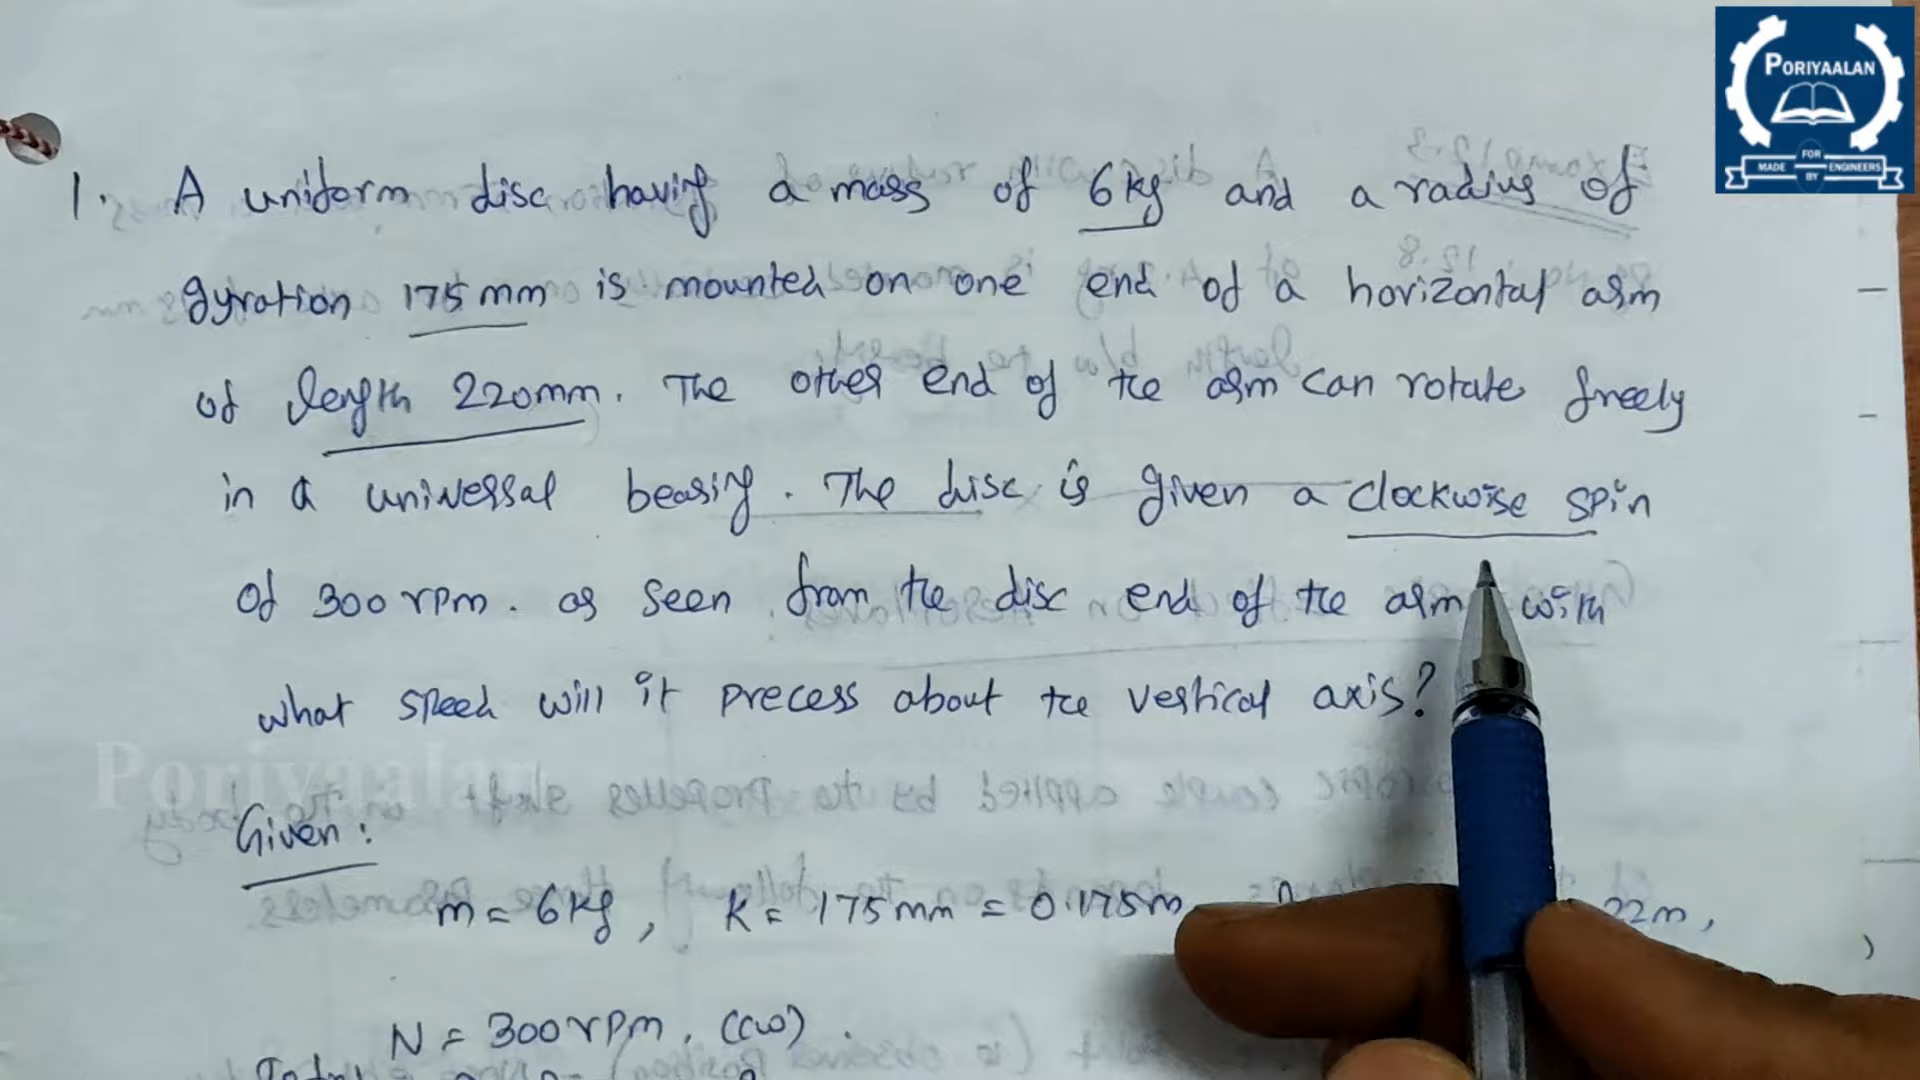 PORIYAALAN
MADE FOR ENGINEERS BY
1. A uniform disc having a mass of 6kg and a radius of
gyration 175mm is mounted on one end of a horizontal arm
of length 220mm. The other end of the arm can rotate freely
in a universal bearing. The disc is given a clockwise spin
of 300 rpm. as seen from the disc end of the arm with
what speed will it precess about the vertical axis?
Poriyaalan
Given:
m = 6kg, K = 175mm = 0.175m 22m,
N = 300 rpm. (cw).